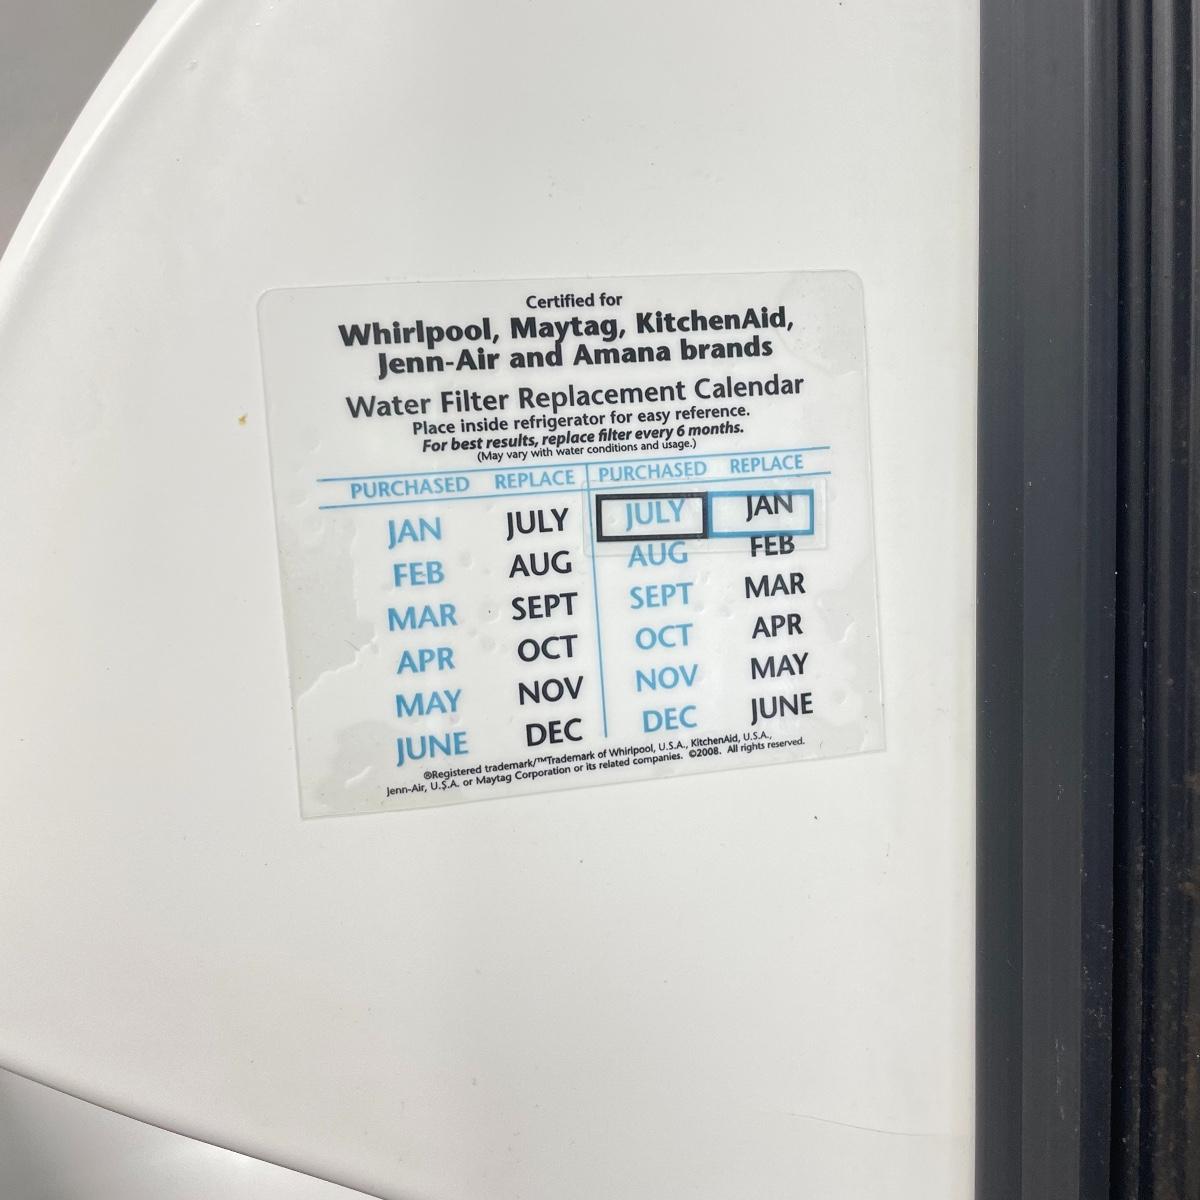 Certified for
Whirlpool, Maytag, KitchenAid,
Jenn-Air and Amana brands
Water Filter Replacement Calendar
Place inside refrigerator for easy reference.
For best results, replace filter every 6 months.
(May vary with water conditions and usage.)
PURCHASED REPLACE PURCHASED REPLACE
JAN JULY JULY JAN
FEB AUG AUG FEB
MAR SEPT SEPT MAR
APR OCT OCT APR
MAY NOV NOV MAY
JUNE DEC DEC JUNE
®Registered trademark/™Trademark of Whirlpool, U.S.A., KitchenAid, U.S.A.,
Jenn-Air, U.S.A. or Maytag Corporation or its related companies. ©2008. All rights reserved.